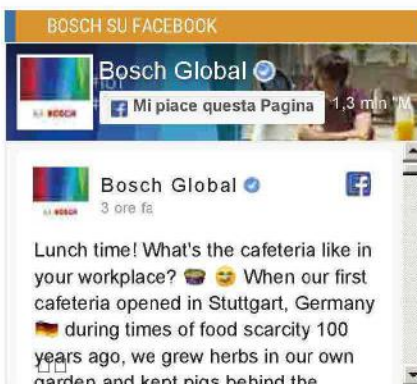 BOSCH SU FACEBOOK
Bosch Global
Mi piace questa Pagina
1,3 mln "M
BOSCH
Bosch Global
3 ore fa
BOSCH
Lunch time! What's the cafeteria like in
your workplace? 🍲 😋 When our first
cafeteria opened in Stuttgart, Germany
🇩🇪 during times of food scarcity 100
years ago, we grew herbs in our own
garden and kept pigs behind the